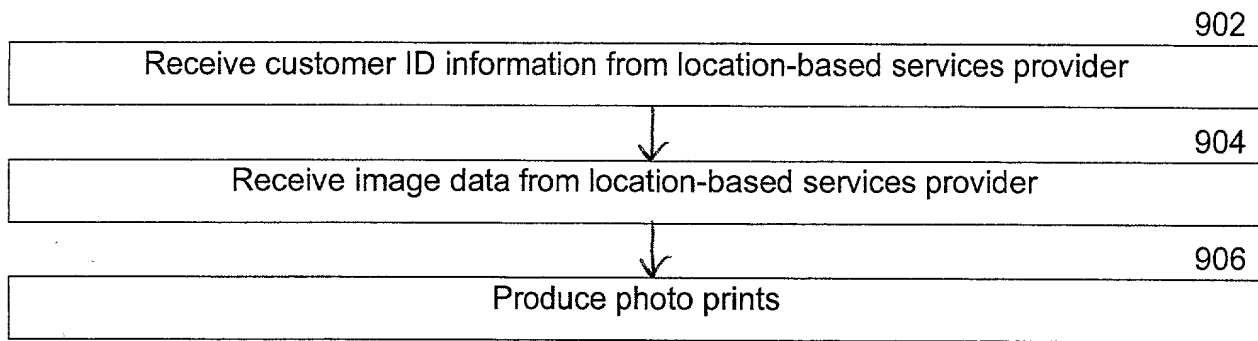 902
Receive customer ID information from location-based services provider
904
Receive image data from location-based services provider
906
Produce photo prints